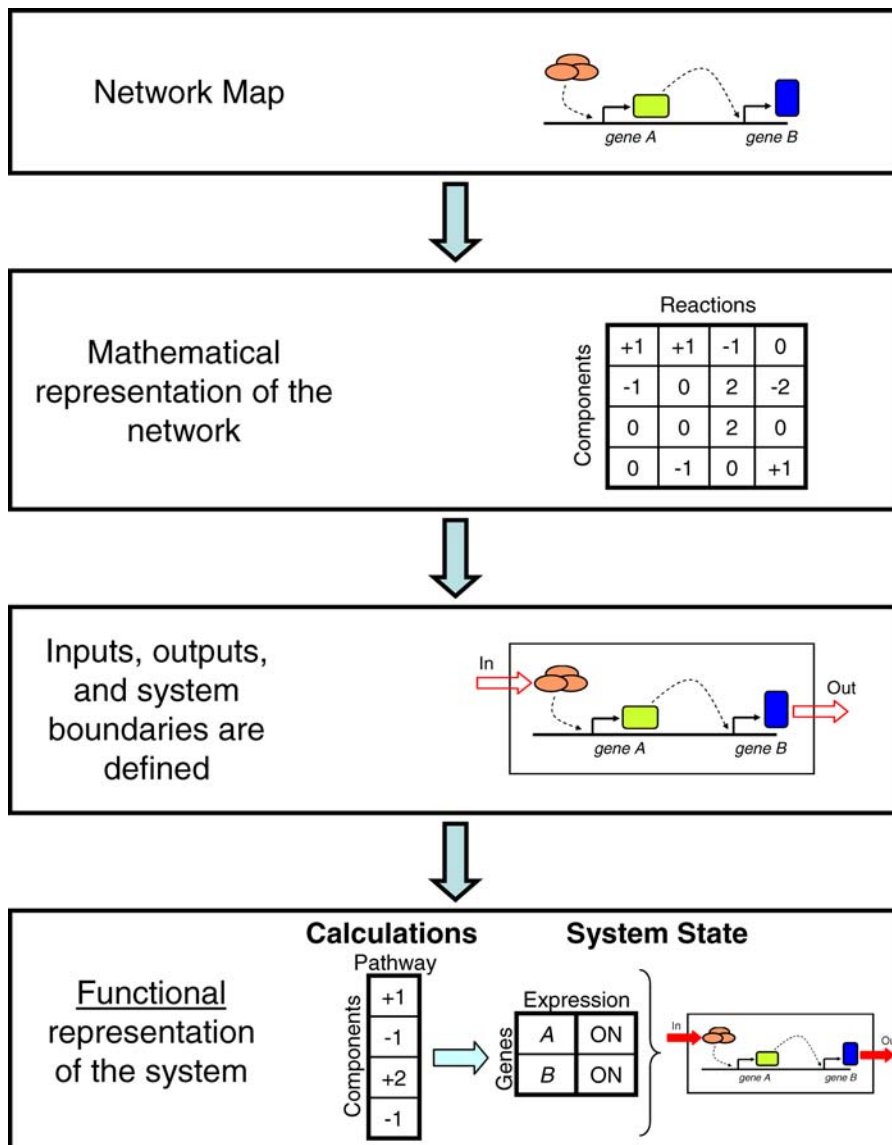 Network Map
gene A
gene B
Reactions
Components
+1 +1 -1 0
-1 0 2 -2
0 0 2 0
0 -1 0 +1
Mathematical
representation of the
network
Inputs, outputs,
and system
boundaries are
defined
In
Out
gene A
gene B
Calculations
System State
Functional
representation
of the system
Pathway
Components
+1
-1
+2
-1
Expression
Genes
A ON
B ON
In
Ou
gene A
gene B